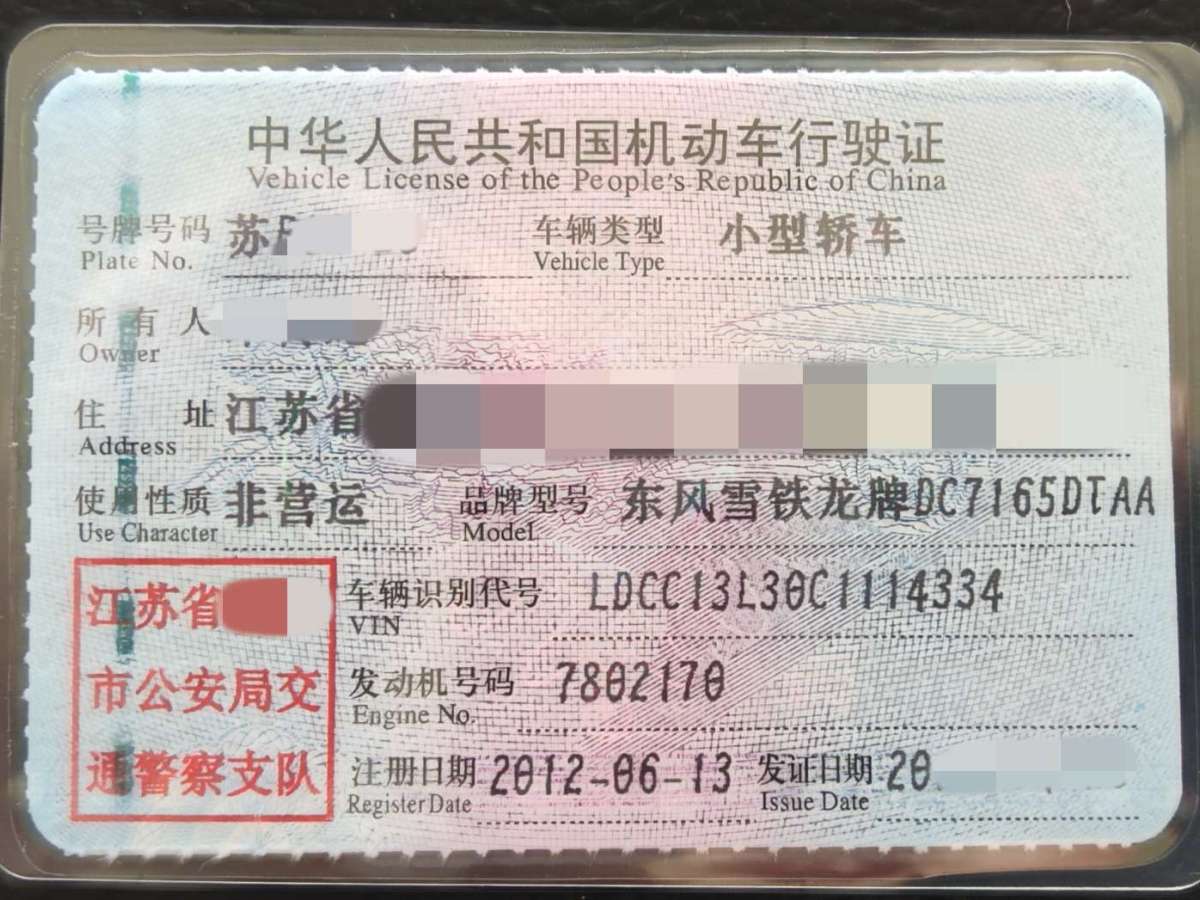 中华人民共和国机动车行驶证
Vehicle License of the People's Republic of China
号牌号码 苏 车辆类型 小型轿车
Plate No. Vehicle Type
所有人
Owner
住址 江苏省
Address
使用性质 非营运 品牌型号 东风雪铁龙牌DC7165DTAA
Use Character Model
江苏省 车辆识别代号 LDCC13L30C1114334
VIN
市公安局交 发动机号码 7802170
Engine No.
通警察支队 注册日期 2012-06-13 发证日期 20
Register Date Issue Date